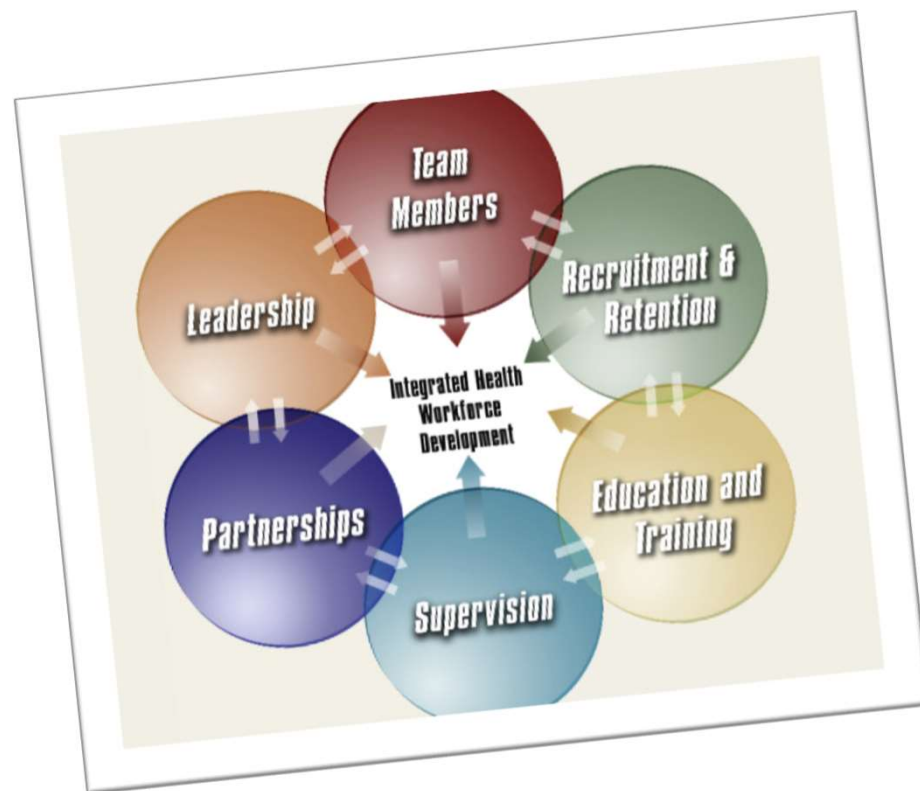 Team
Members
Recruitment &
Retention
Leadership
Integrated Health
Workforce
Development
Education and
Training
Partnerships
Supervision